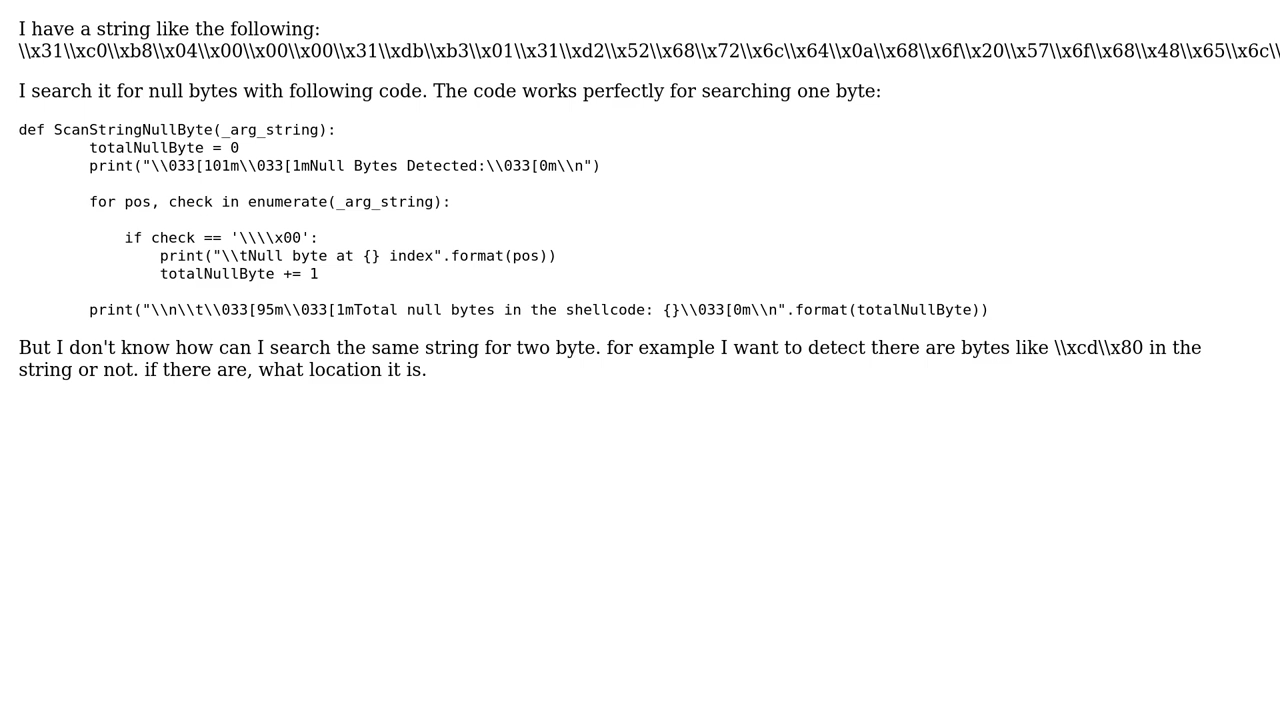 I have a string like the following:
\\x31\\xc0\\xb8\\x04\\x00\\x00\\x00\\x31\\xdb\\xb3\\x01\\x31\\xd2\\x52\\x68\\x72\\x6c\\x64\\x0a\\x68\\x6f\\x20\\x57\\x6f\\x68\\x48\\x65\\x6c\\
I search it for null bytes with following code. The code works perfectly for searching one byte:
def ScanStringNullByte(_arg_string):
        totalNullByte = 0
        print("\\033[101m\\033[1mNull Bytes Detected:\\033[0m\\n")
        for pos, check in enumerate(_arg_string):
            if check == '\\\\x00':
                print("\\tNull byte at {} index".format(pos))
                totalNullByte += 1
        print("\\n\\t\\033[95m\\033[1mTotal null bytes in the shellcode: {}\\033[0m\\n".format(totalNullByte))
But I don't know how can I search the same string for two byte. for example I want to detect there are bytes like \\xcd\\x80 in the
string or not. if there are, what location it is.